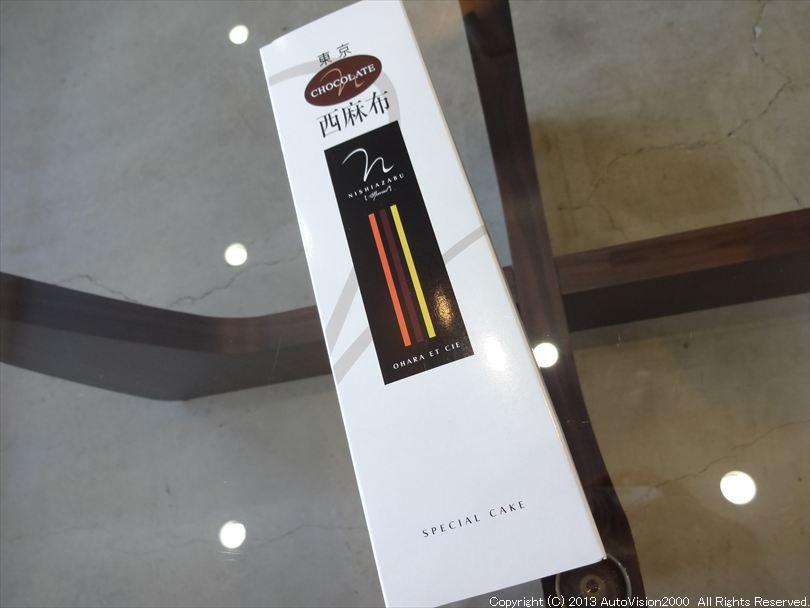 東京
CHOCOLATE
西麻布
n
NISHIAZABU
OHARA ET CIE
SPECIAL CAKE
Copyright (C) 2013 AutoVision2000 All Rights Reserved